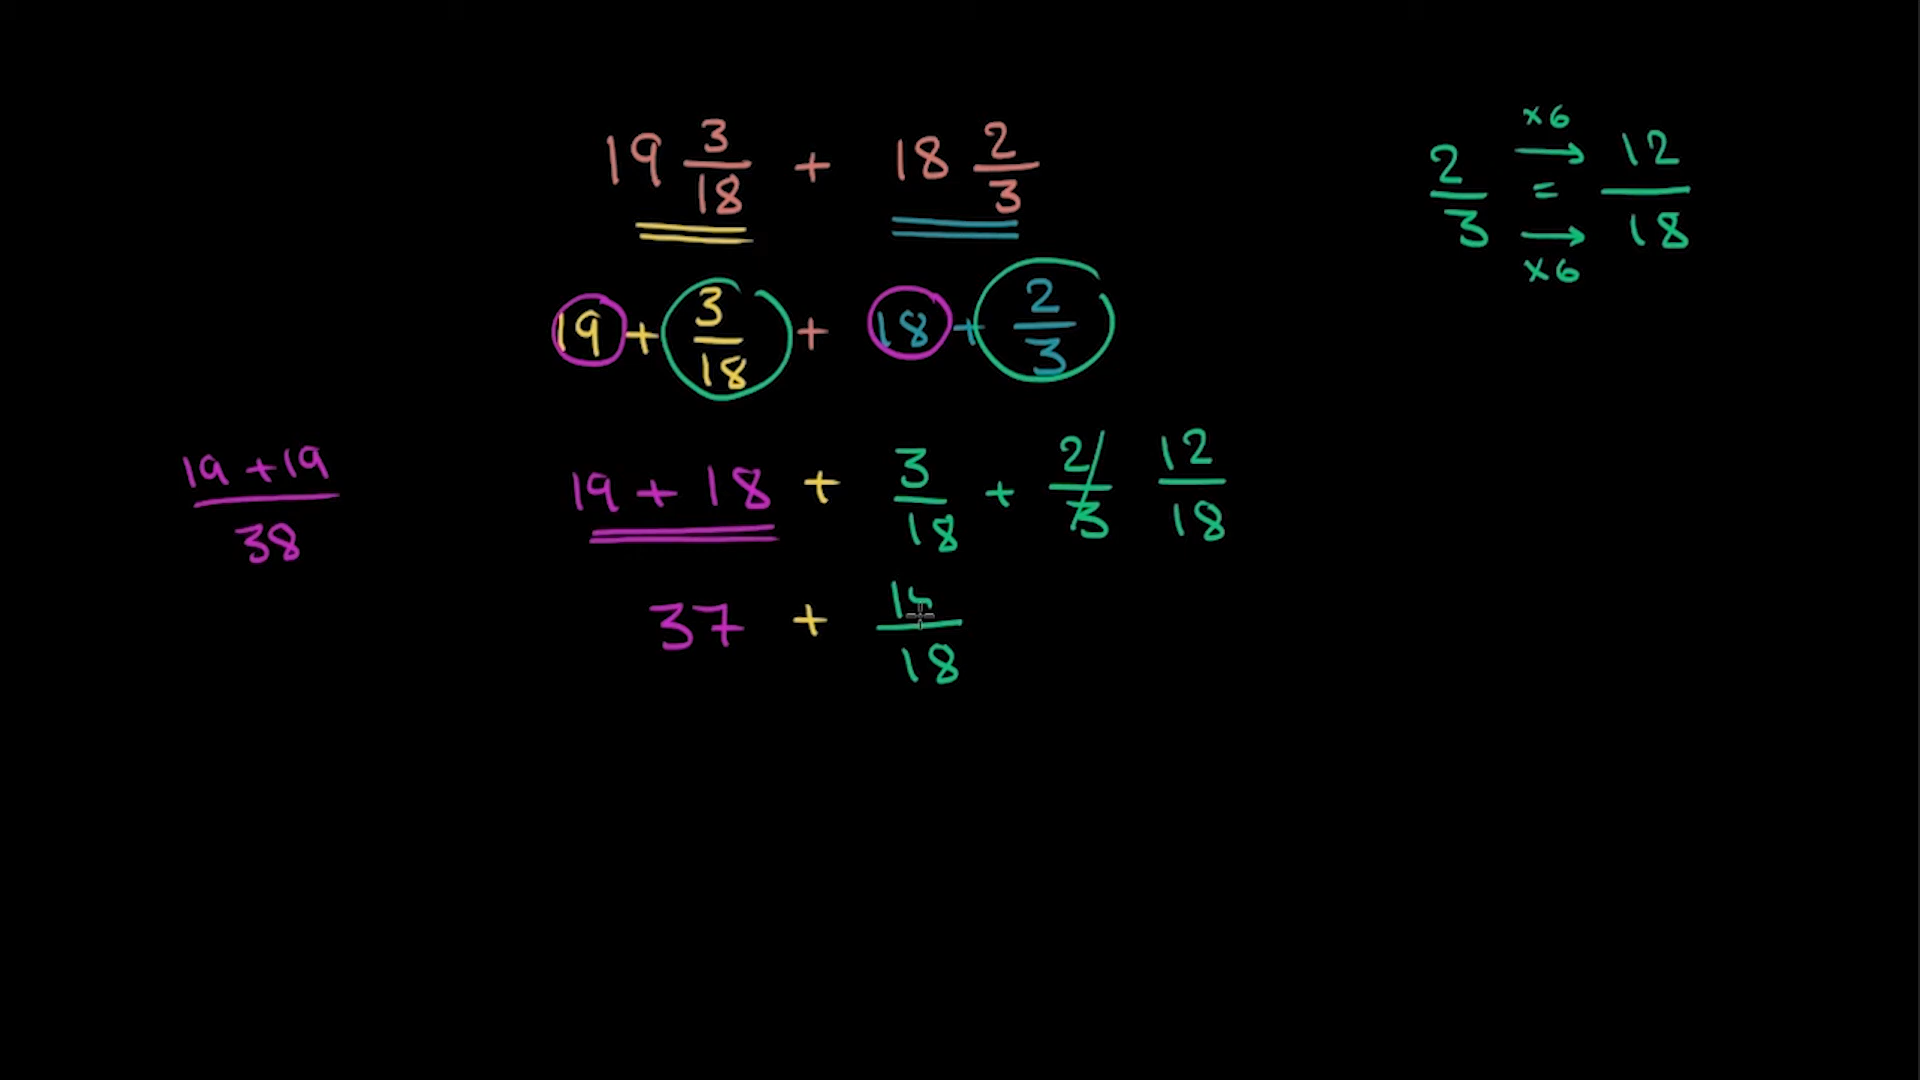 19 3/18 + 18 2/3
19 + 3/18 + 18 + 2/3
19 + 18 + 3/18 + 2/3 12/18
37 + 15/18
19 + 19
38
×6
2/3 = 12/18
×6